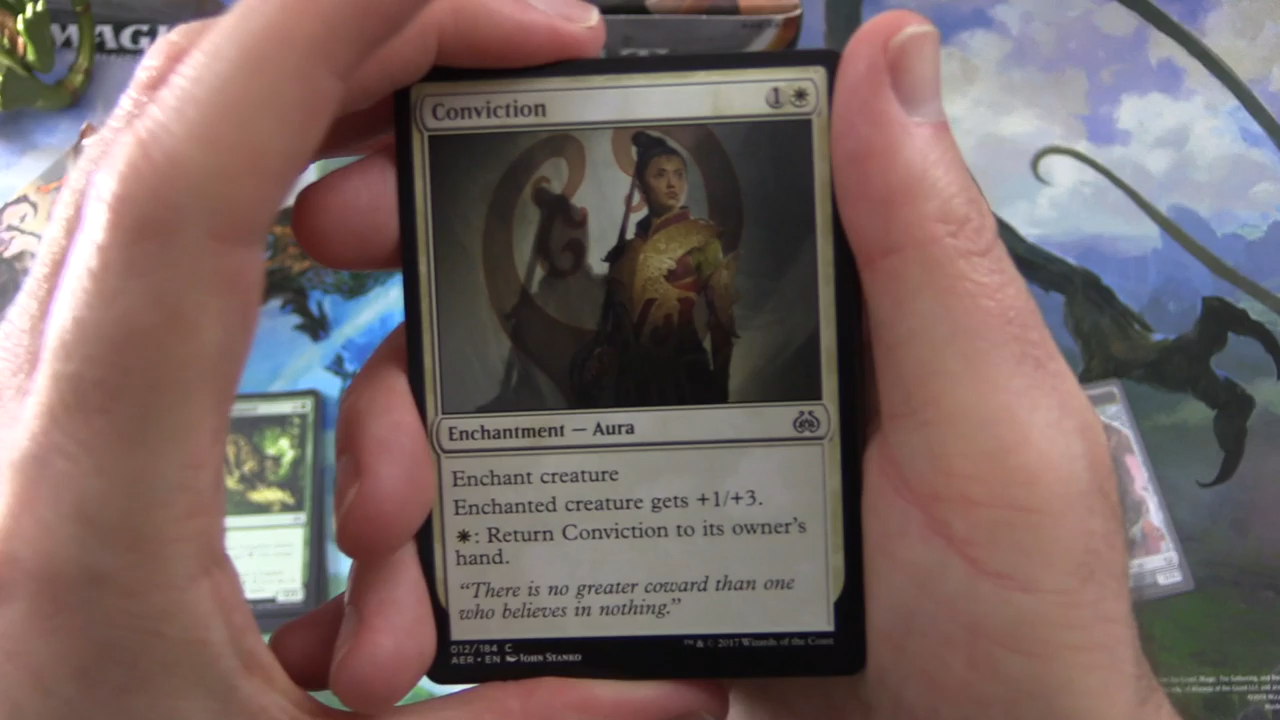 MAGIC
Conviction
1
Enchantment — Aura
Enchant creature
Enchanted creature gets +1/+3.
: Return Conviction to its owner's
hand.
“There is no greater coward than one
who believes in nothing.”
012/184 C
AER • EN JOHN STANKO
™ & © 2017 Wizards of the Coast